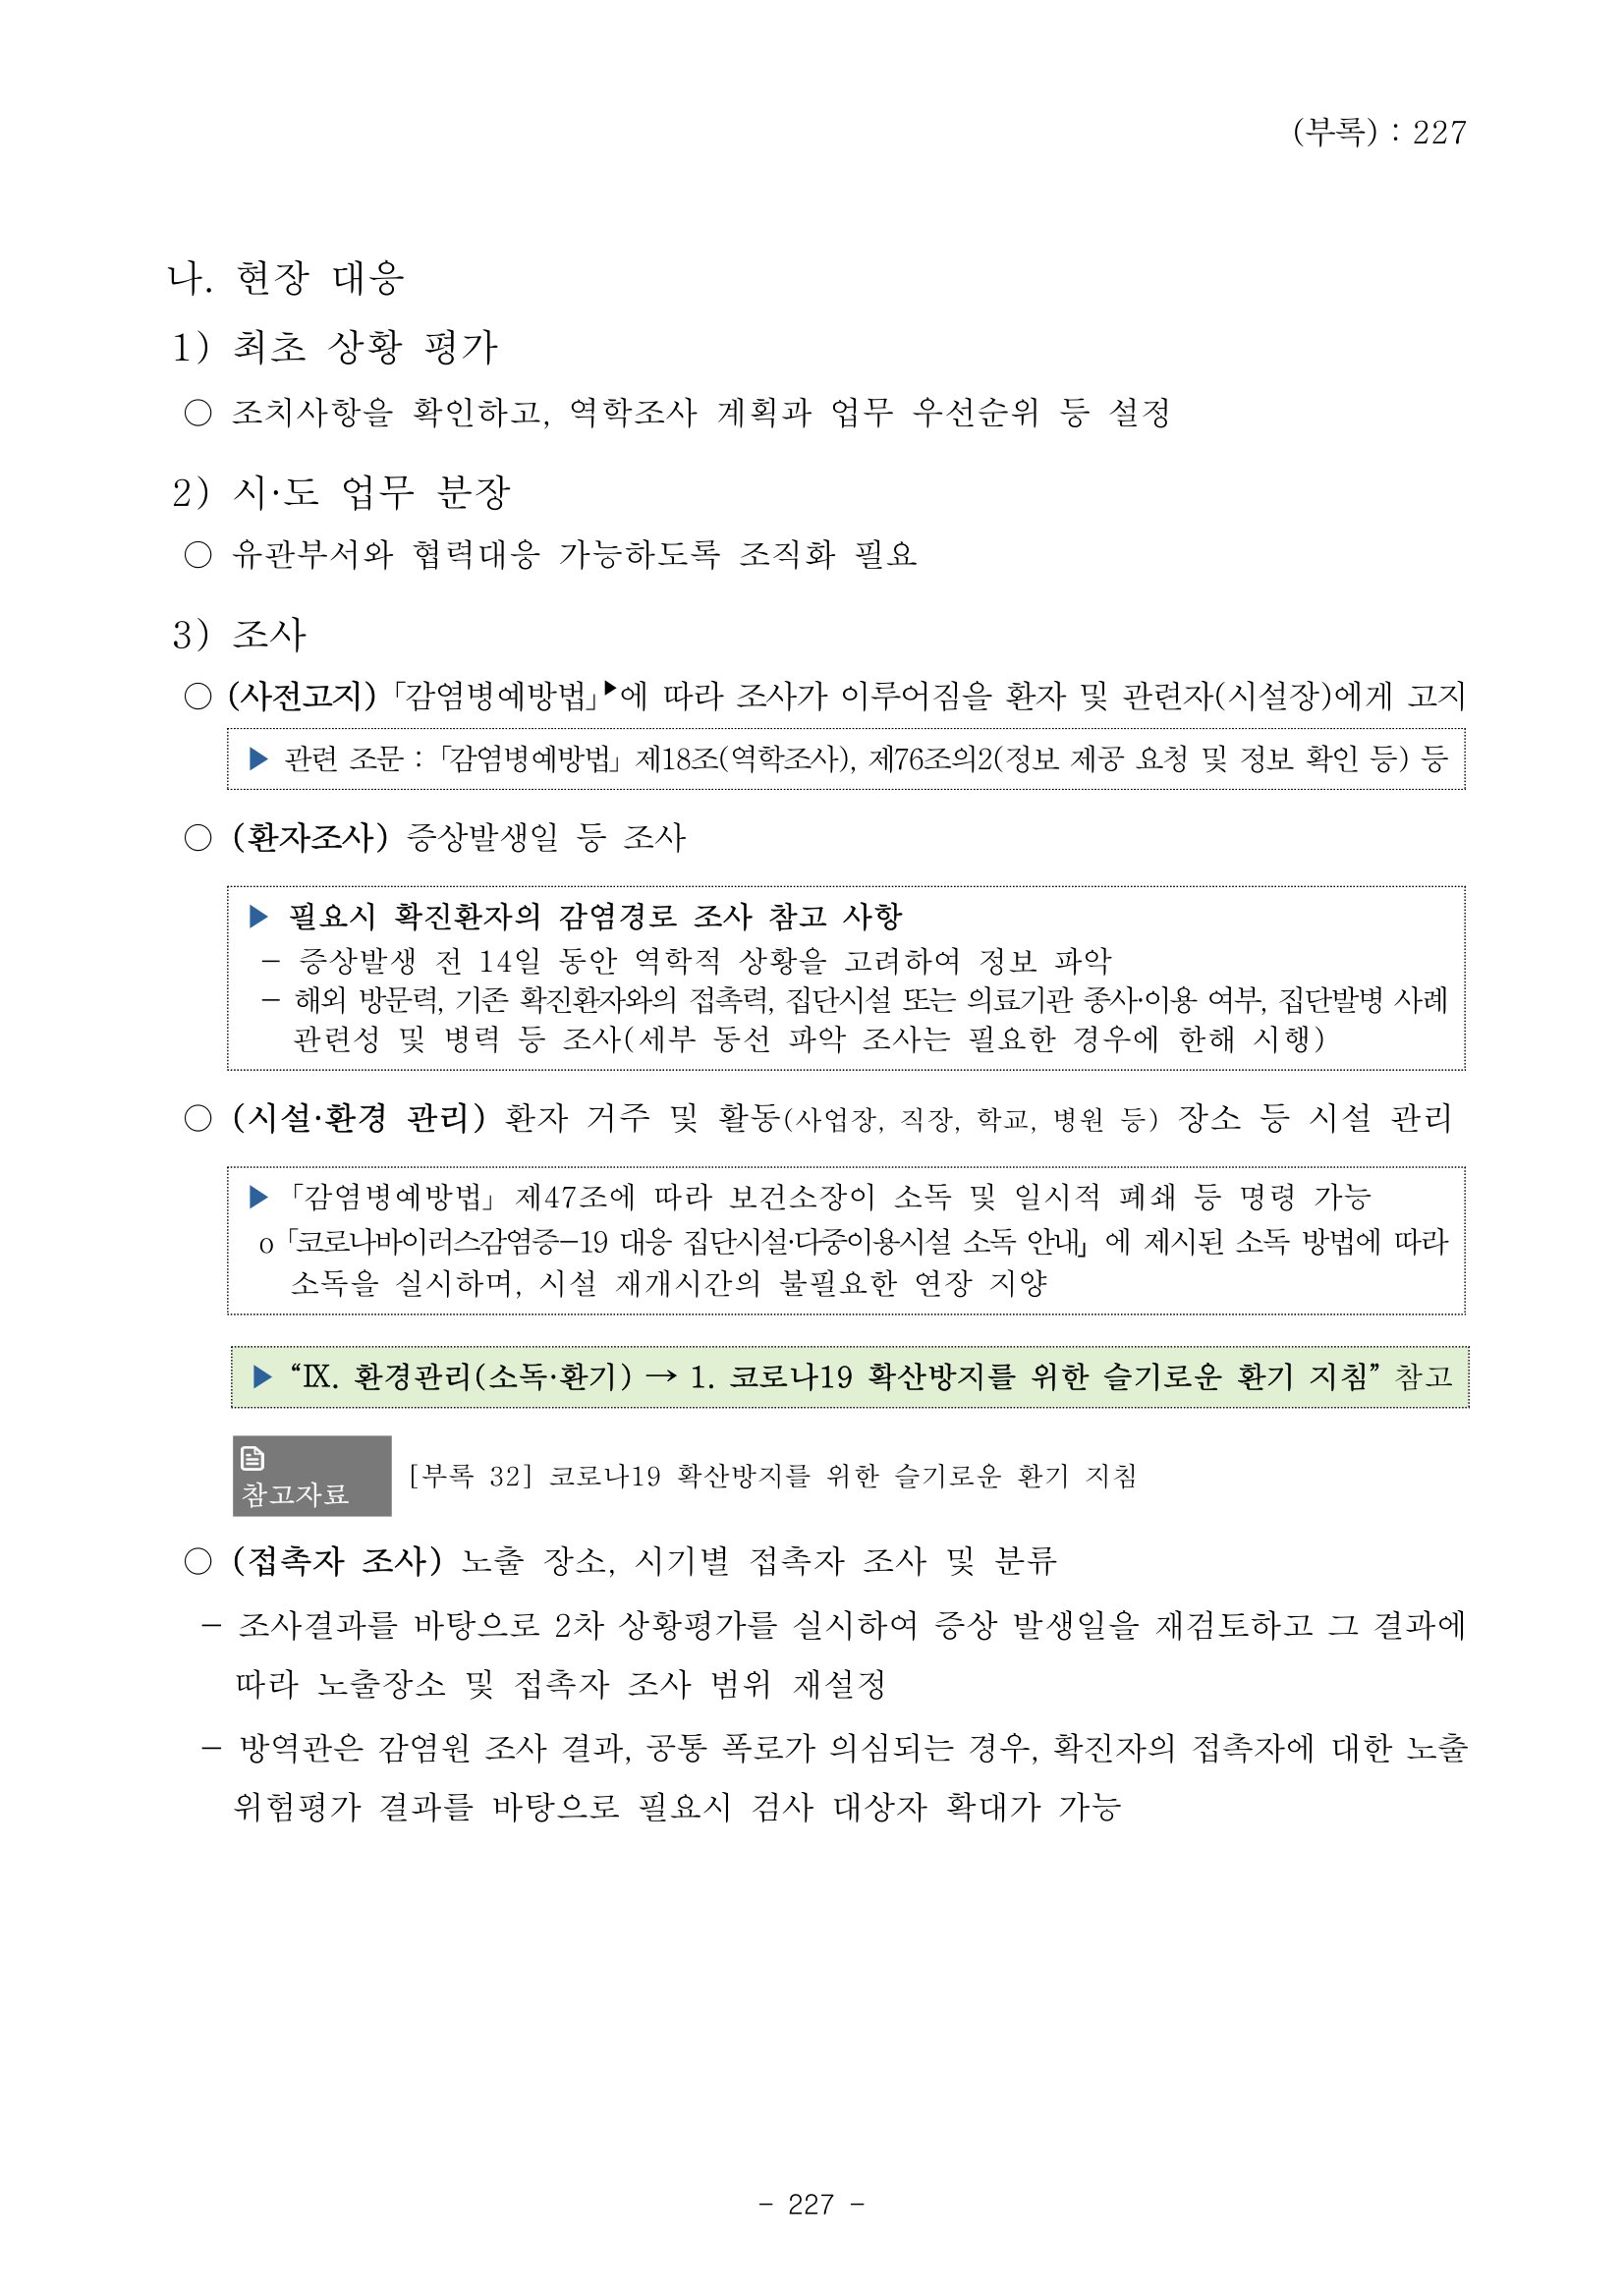 (부록) : 227
나. 현장 대응
1) 최초 상황 평가
○ 조치사항을 확인하고, 역학조사 계획과 업무 우선순위 등 설정
2) 시·도 업무 분장
○ 유관부서와 협력대응 가능하도록 조직화 필요
3) 조사
○ (사전고지) 「감염병예방법」▶에 따라 조사가 이루어짐을 환자 및 관련자(시설장)에게 고지
▶ 관련 조문 : 「감염병예방법」 제18조(역학조사), 제76조의2(정보 제공 요청 및 정보 확인 등) 등
○ (환자조사) 증상발생일 등 조사
▶ 필요시 확진환자의 감염경로 조사 참고 사항
- 증상발생 전 14일 동안 역학적 상황을 고려하여 정보 파악
- 해외 방문력, 기존 확진환자와의 접촉력, 집단시설 또는 의료기관 종사·이용 여부, 집단발병 사례
관련성 및 병력 등 조사(세부 동선 파악 조사는 필요한 경우에 한해 시행)
○ (시설·환경 관리) 환자 거주 및 활동(사업장, 직장, 학교, 병원 등) 장소 등 시설 관리
▶ 「감염병예방법」 제47조에 따라 보건소장이 소독 및 일시적 폐쇄 등 명령 가능
o 「코로나바이러스감염증-19 대응 집단시설·다중이용시설 소독 안내」 에 제시된 소독 방법에 따라
소독을 실시하며, 시설 재개시간의 불필요한 연장 지양
▶ “Ⅸ. 환경관리(소독·환기) → 1. 코로나19 확산방지를 위한 슬기로운 환기 지침” 참고
참고자료
[부록 32] 코로나19 확산방지를 위한 슬기로운 환기 지침
○ (접촉자 조사) 노출 장소, 시기별 접촉자 조사 및 분류
- 조사결과를 바탕으로 2차 상황평가를 실시하여 증상 발생일을 재검토하고 그 결과에
따라 노출장소 및 접촉자 조사 범위 재설정
- 방역관은 감염원 조사 결과, 공통 폭로가 의심되는 경우, 확진자의 접촉자에 대한 노출
위험평가 결과를 바탕으로 필요시 검사 대상자 확대가 가능
- 227 -